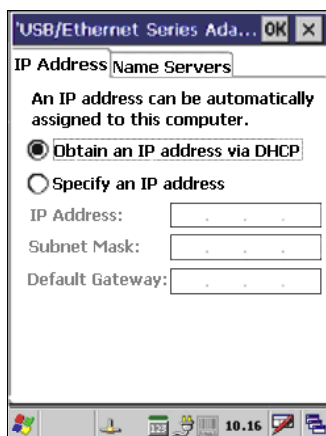 'USB/Ethernet Series Ada... OK
IP Address Name Servers
An IP address can be automatically
assigned to this computer.
Obtain an IP address via DHCP
Specify an IP address
IP Address:
Subnet Mask:
Default Gateway:
10.16